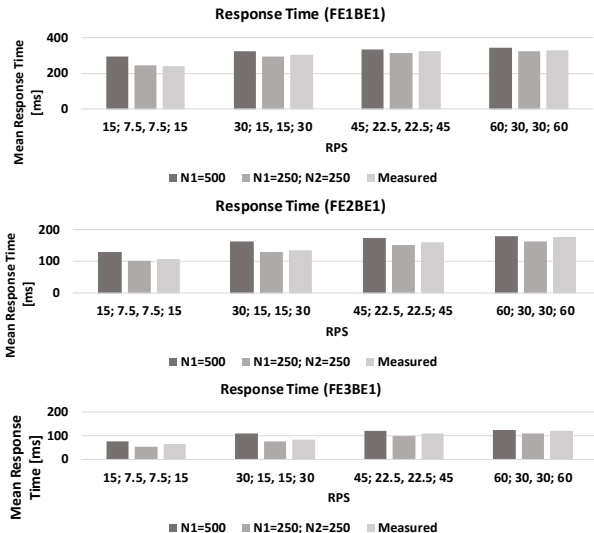 Response Time (FE1BE1)
Mean Response Time [ms]
400
200
0
15; 7.5, 7.5; 15
30; 15, 15; 30
45; 22.5, 22.5; 45
60; 30, 30; 60
RPS
N1=500
N1=250; N2=250
Measured
Response Time (FE2BE1)
Mean Response Time [ms]
200
100
0
15; 7.5, 7.5; 15
30; 15, 15; 30
45; 22.5, 22.5; 45
60; 30, 30; 60
RPS
N1=500
N1=250; N2=250
Measured
Response Time (FE3BE1)
Mean Response Time [ms]
200
100
0
15; 7.5, 7.5; 15
30; 15, 15; 30
45; 22.5, 22.5; 45
60; 30, 30; 60
RPS
N1=500
N1=250; N2=250
Measured